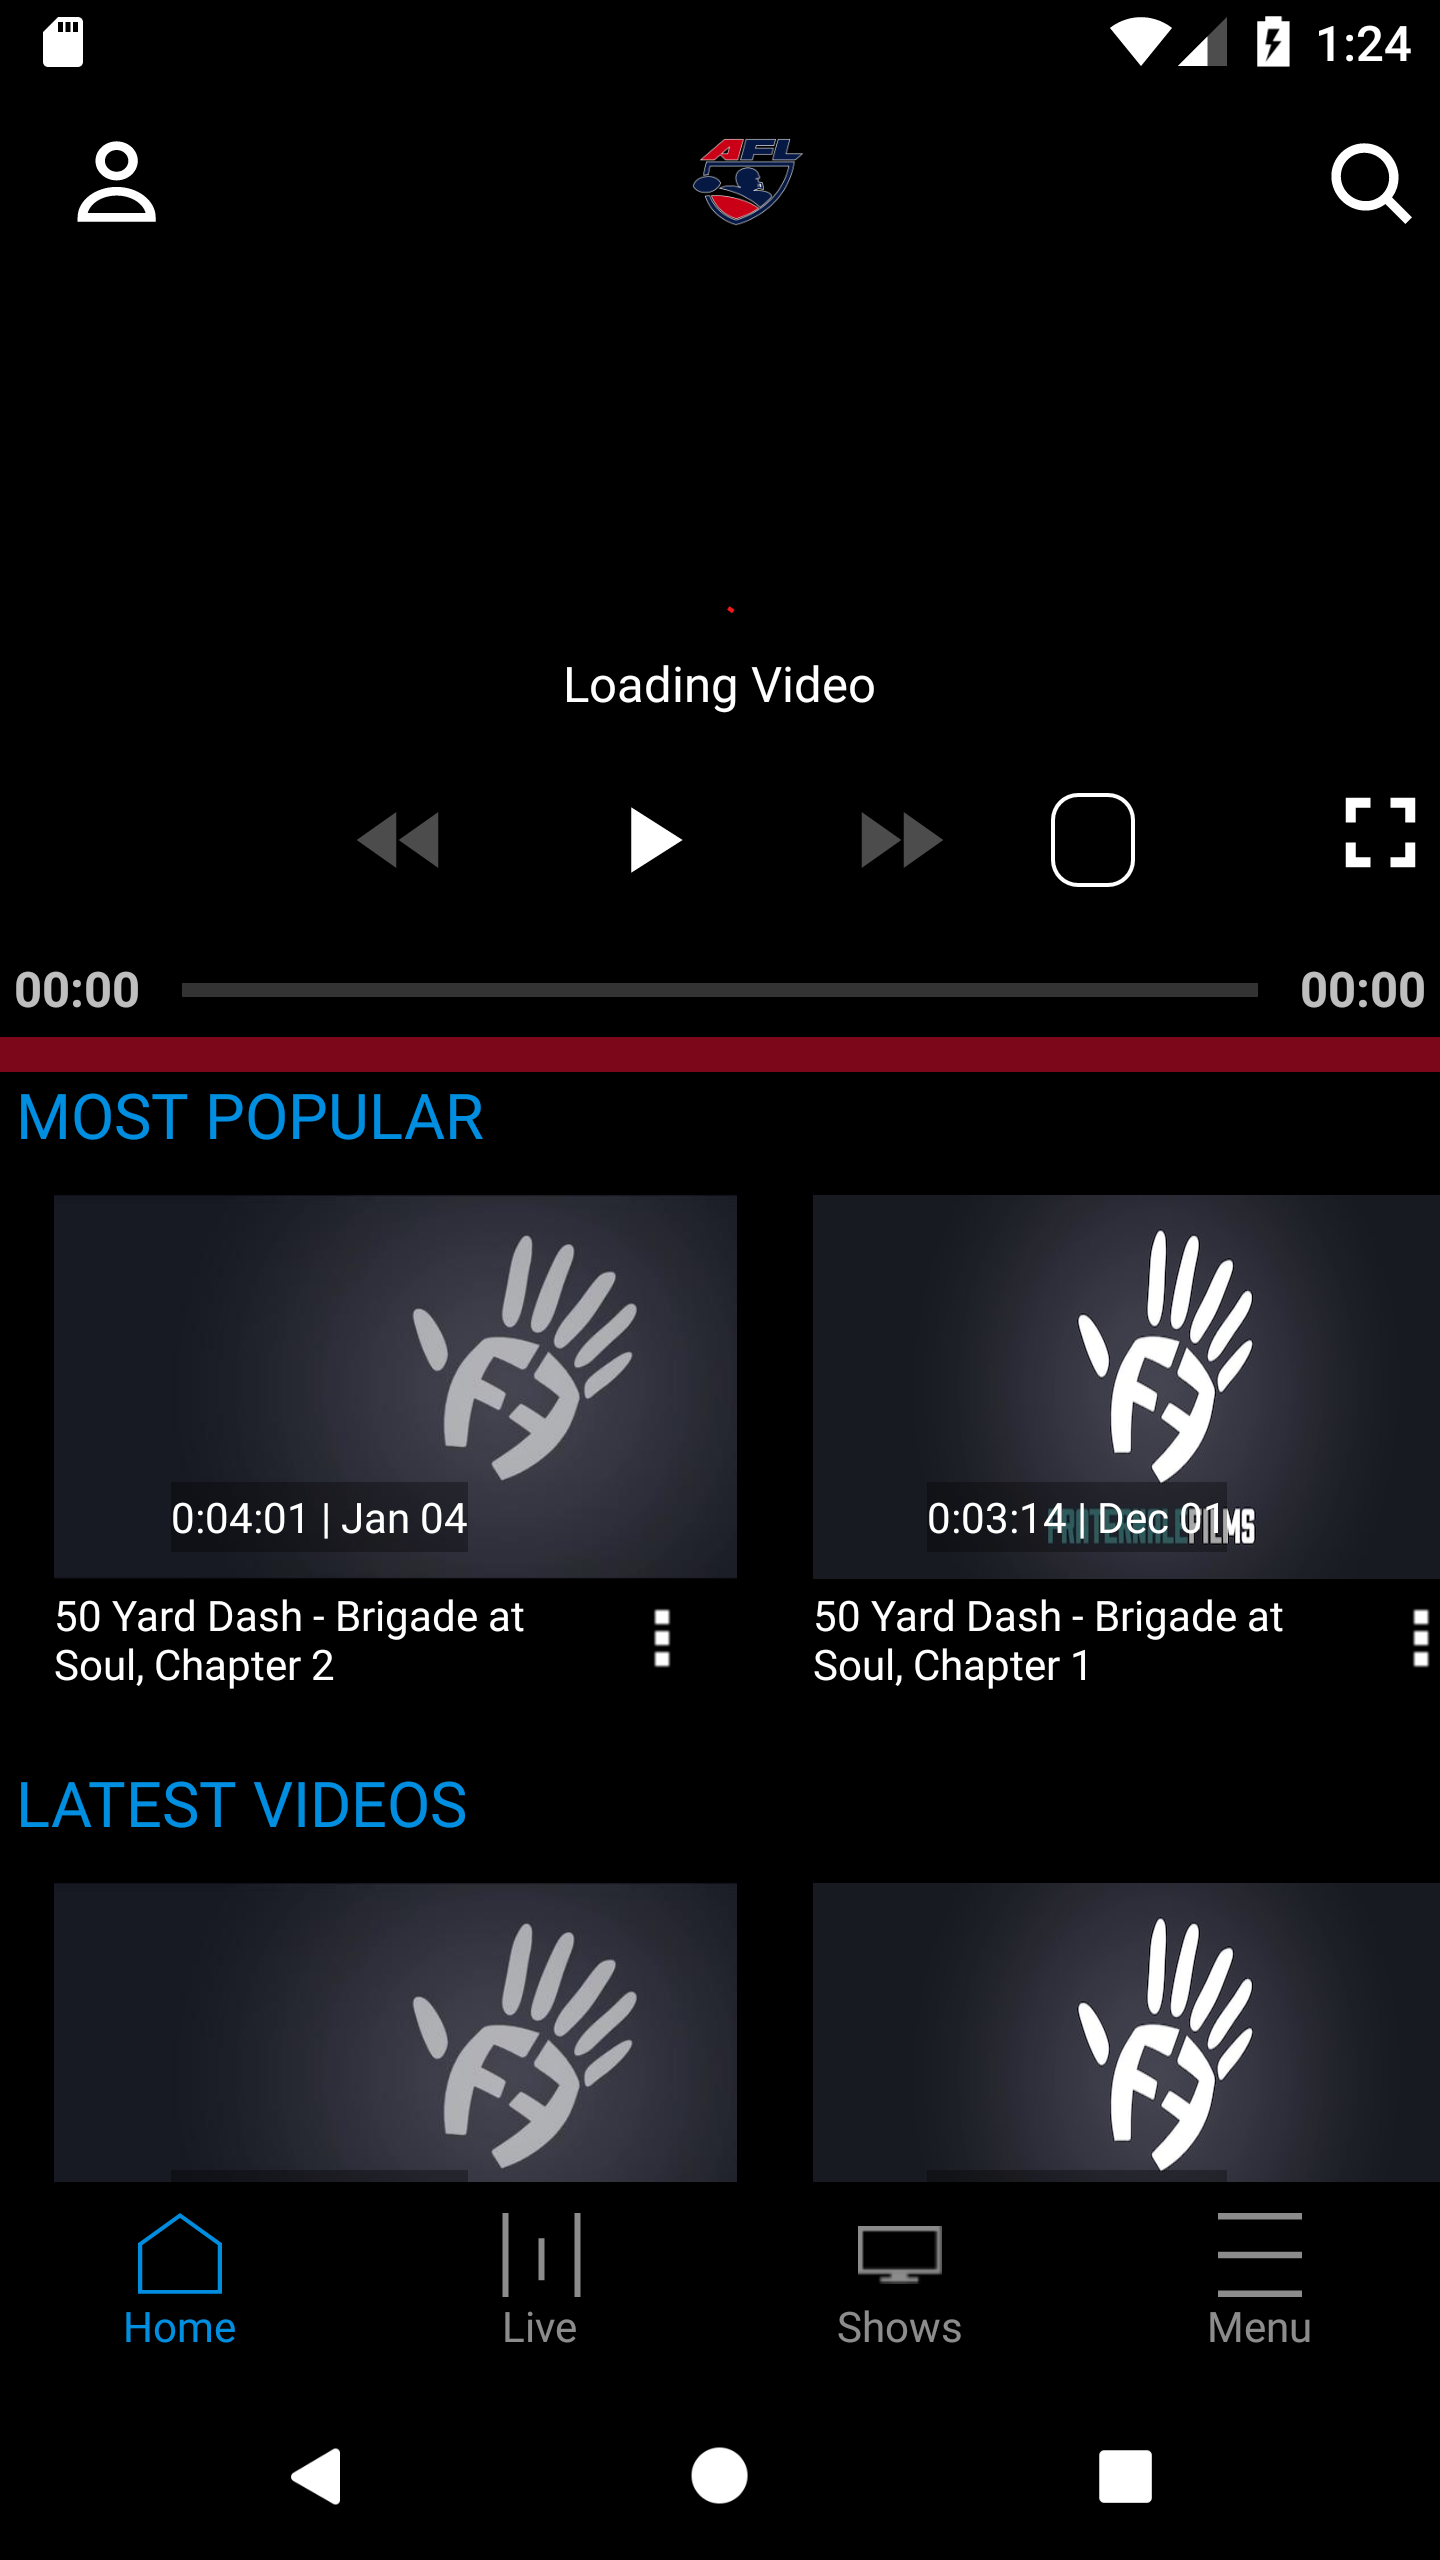 1:24
AFL
Loading Video
00:00 00:00
MOST POPULAR
0:04:01 | Jan 04
0:03:14 | Dec 01
FRATERNALEFILMS
50 Yard Dash - Brigade at
Soul, Chapter 2
50 Yard Dash - Brigade at
Soul, Chapter 1
LATEST VIDEOS
Home
Live
Shows
Menu